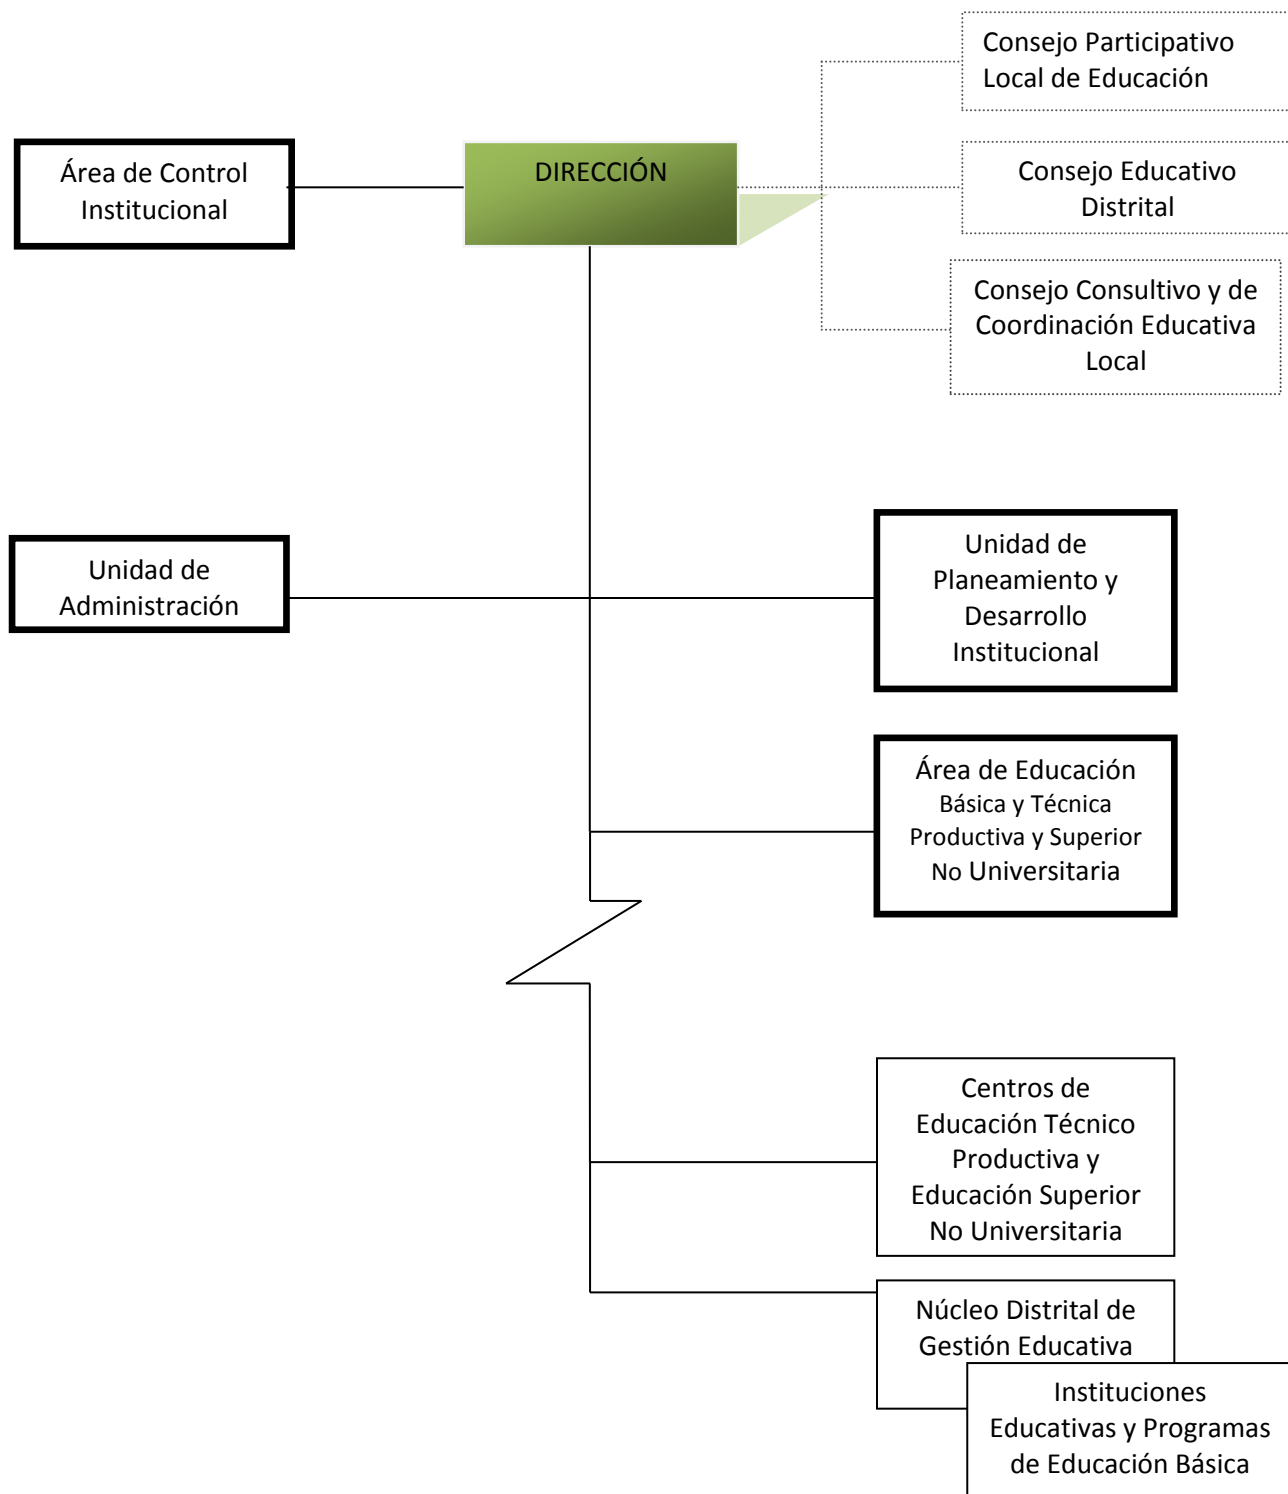 Consejo Participativo
Local de Educación
Área de Control
Institucional
DIRECCIÓN
Consejo Educativo
Distrital
Consejo Consultivo y de
Coordinación Educativa
Local
Unidad de
Administración
Unidad de
Planeamiento y
Desarrollo
Institucional
Área de Educación
Básica y Técnica
Productiva y Superior
No Universitaria
Centros de
Educación Técnico
Productiva y
Educación Superior
No Universitaria
Núcleo Distrital de
Gestión Educativa
Instituciones
Educativas y Programas
de Educación Básica